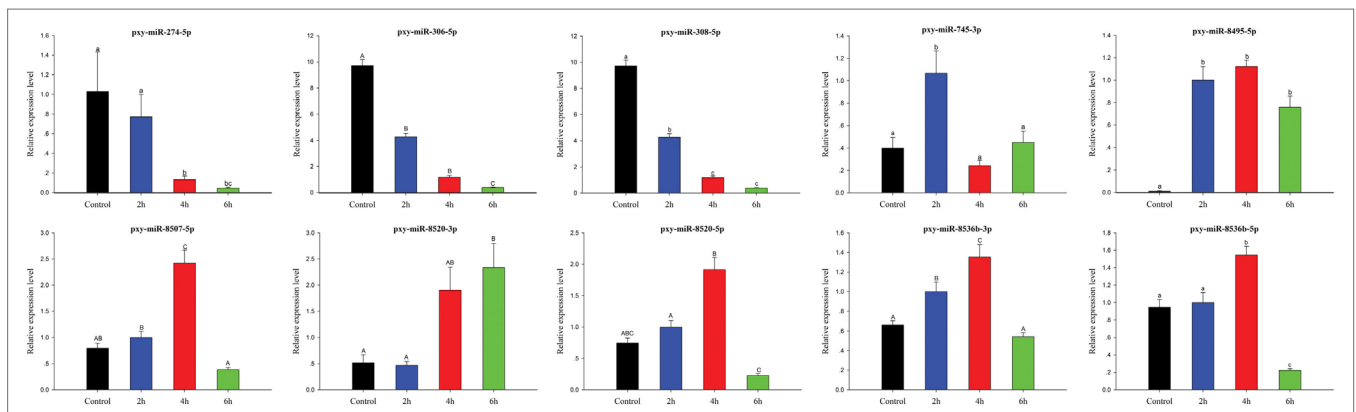 pxy-miR-274-5p
Relative expression level
1.6
1.4
1.2
1.0
.8
.6
.4
.2
0.0
a
a
b
bc
Control 2h 4h 6h
pxy-miR-306-5p
Relative expression level
12
10
8
6
4
2
0
A
B
B
C
Control 2h 4h 6h
pxy-miR-308-5p
Relative expression level
12
10
8
6
4
2
0
a
b
c
c
Control 2h 4h 6h
pxy-miR-745-3p
Relative expression level
1.4
1.2
1.0
.8
.6
.4
.2
0.0
a
b
a
a
Control 2h 4h 6h
pxy-miR-8495-5p
Relative expression level
1.4
1.2
1.0
.8
.6
.4
.2
0.0
a
b
b
b
Control 2h 4h 6h
pxy-miR-8507-5p
Relative expression level
3.0
2.5
2.0
1.5
1.0
.5
0.0
AB
B
C
A
Control 2h 4h 6h
pxy-miR-8520-3p
Relative expression level
3.0
2.5
2.0
1.5
1.0
0.5
0.0
A
A
AB
B
Control 2h 4h 6h
pxy-miR-8520-5p
Relative expression level
2.5
2.0
1.5
1.0
.5
0.0
ABC
A
B
C
Control 2h 4h 6h
pxy-miR-8536b-3p
Relative expression level
1.6
1.4
1.2
1.0
.8
.6
.4
.2
0.0
A
B
C
A
Control 2h 4h 6h
pxy-miR-8536b-5p
Relative expression level
1.8
1.6
1.4
1.2
1.0
.8
.6
.4
.2
0.0
a
a
b
c
Control 2h 4h 6h